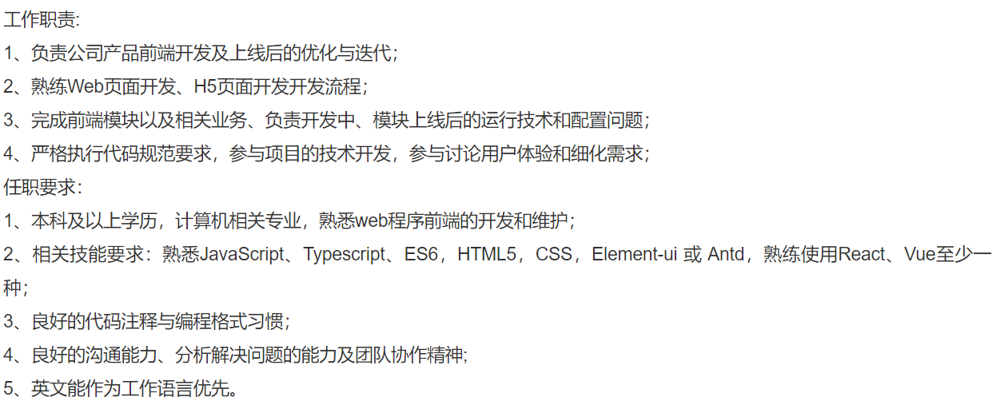 工作职责:
1、负责公司产品前端开发及上线后的优化与迭代；
2、熟练Web页面开发、H5页面开发开发流程；
3、完成前端模块以及相关业务、负责开发中、模块上线后的运行技术和配置问题；
4、严格执行代码规范要求，参与项目的技术开发，参与讨论用户体验和细化需求；
任职要求：
1、本科及以上学历，计算机相关专业，熟悉web程序前端的开发和维护；
2、相关技能要求：熟悉JavaScript、Typescript、ES6，HTML5，CSS，Element-ui 或 Antd，熟练使用React、Vue至少一
种；
3、良好的代码注释与编程格式习惯；
4、良好的沟通能力、分析解决问题的能力及团队协作精神;
5、英文能作为工作语言优先。